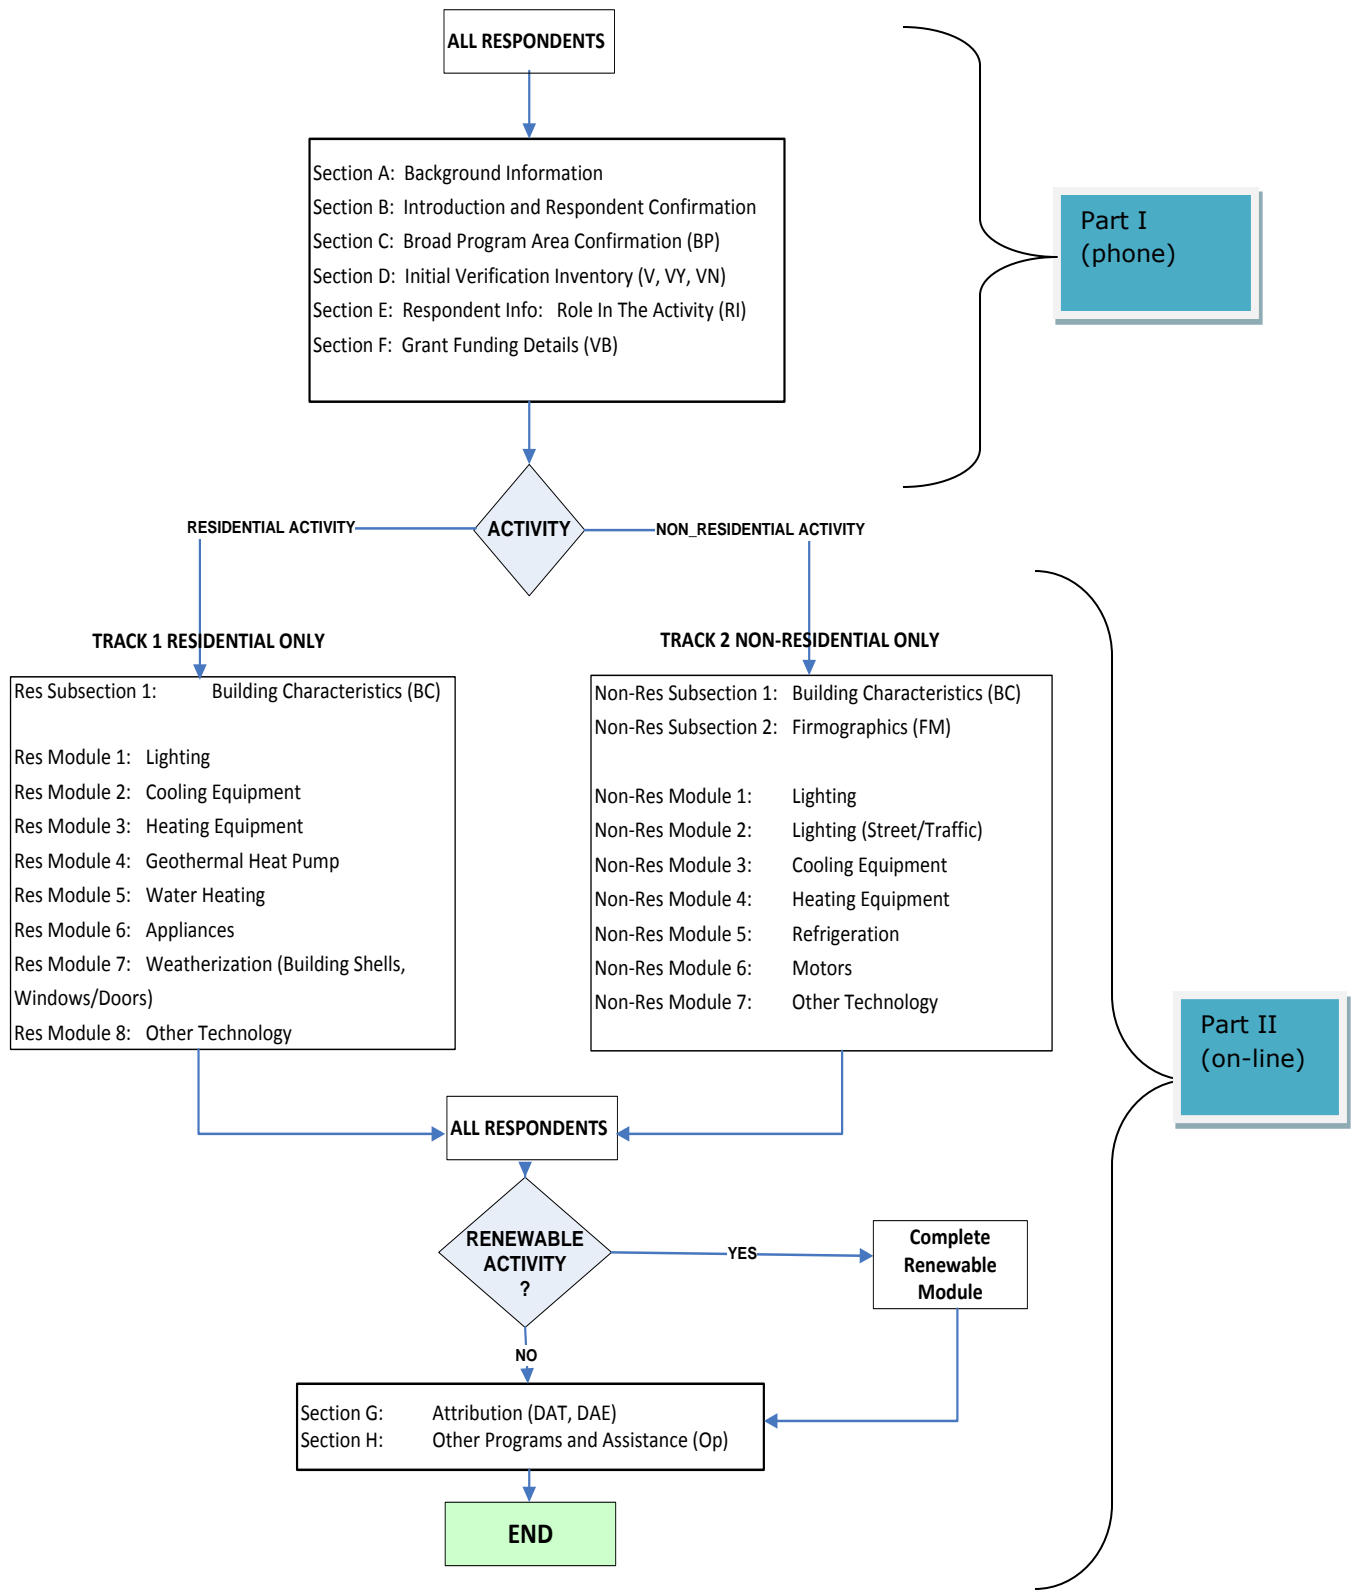 ALL RESPONDENTS
Section A: Background Information
Section B: Introduction and Respondent Confirmation
Section C: Broad Program Area Confirmation (BP)
Section D: Initial Verification Inventory (V, VY, VN)
Section E: Respondent Info: Role In The Activity (RI)
Section F: Grant Funding Details (VB)
Part I
(phone)
ACTIVITY
RESIDENTIAL ACTIVITY
NON_RESIDENTIAL ACTIVITY
TRACK 1 RESIDENTIAL ONLY
Res Subsection 1: Building Characteristics (BC)
Res Module 1: Lighting
Res Module 2: Cooling Equipment
Res Module 3: Heating Equipment
Res Module 4: Geothermal Heat Pump
Res Module 5: Water Heating
Res Module 6: Appliances
Res Module 7: Weatherization (Building Shells,
Windows/Doors)
Res Module 8: Other Technology
TRACK 2 NON-RESIDENTIAL ONLY
Non-Res Subsection 1: Building Characteristics (BC)
Non-Res Subsection 2: Firmographics (FM)
Non-Res Module 1: Lighting
Non-Res Module 2: Lighting (Street/Traffic)
Non-Res Module 3: Cooling Equipment
Non-Res Module 4: Heating Equipment
Non-Res Module 5: Refrigeration
Non-Res Module 6: Motors
Non-Res Module 7: Other Technology
Part II
(on-line)
ALL RESPONDENTS
RENEWABLE
ACTIVITY
?
YES
Complete
Renewable
Module
NO
Section G: Attribution (DAT, DAE)
Section H: Other Programs and Assistance (Op)
END